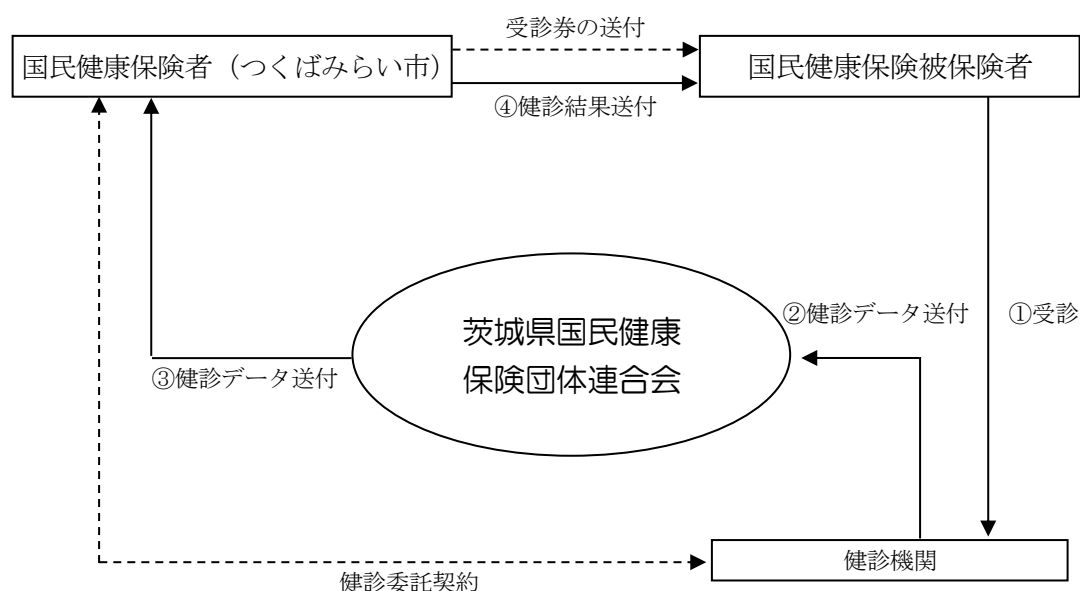 受診券の送付
国民健康保険者（つくばみらい市）
国民健康保険被保険者
④健診結果送付
②健診データ送付
①受診
茨城県国民健康
保険団体連合会
③健診データ送付
健診機関
健診委託契約